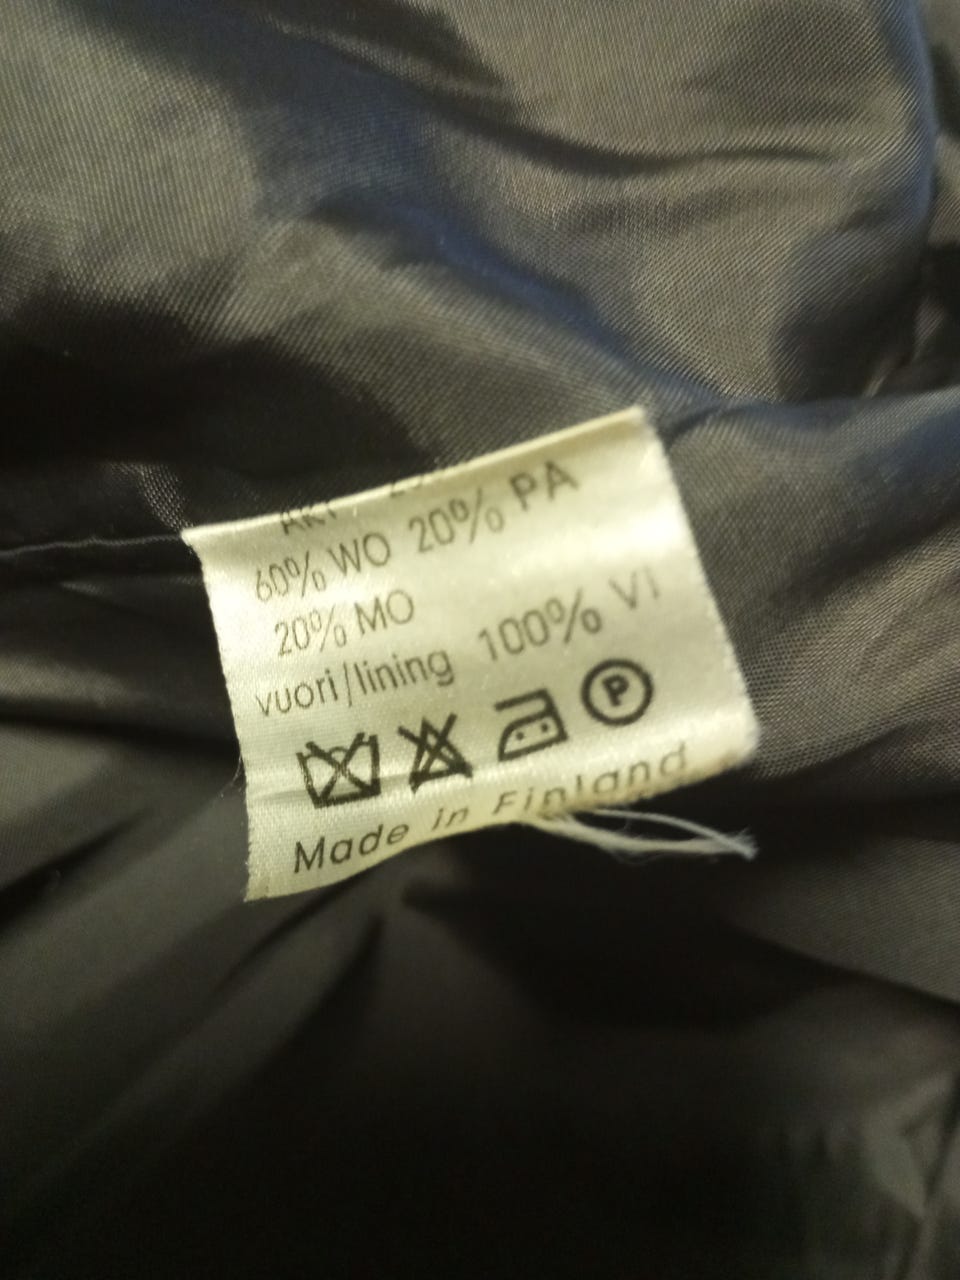 60% WO 20% PA
20% MO
vuori/lining 100% VI
P
Made in Finland